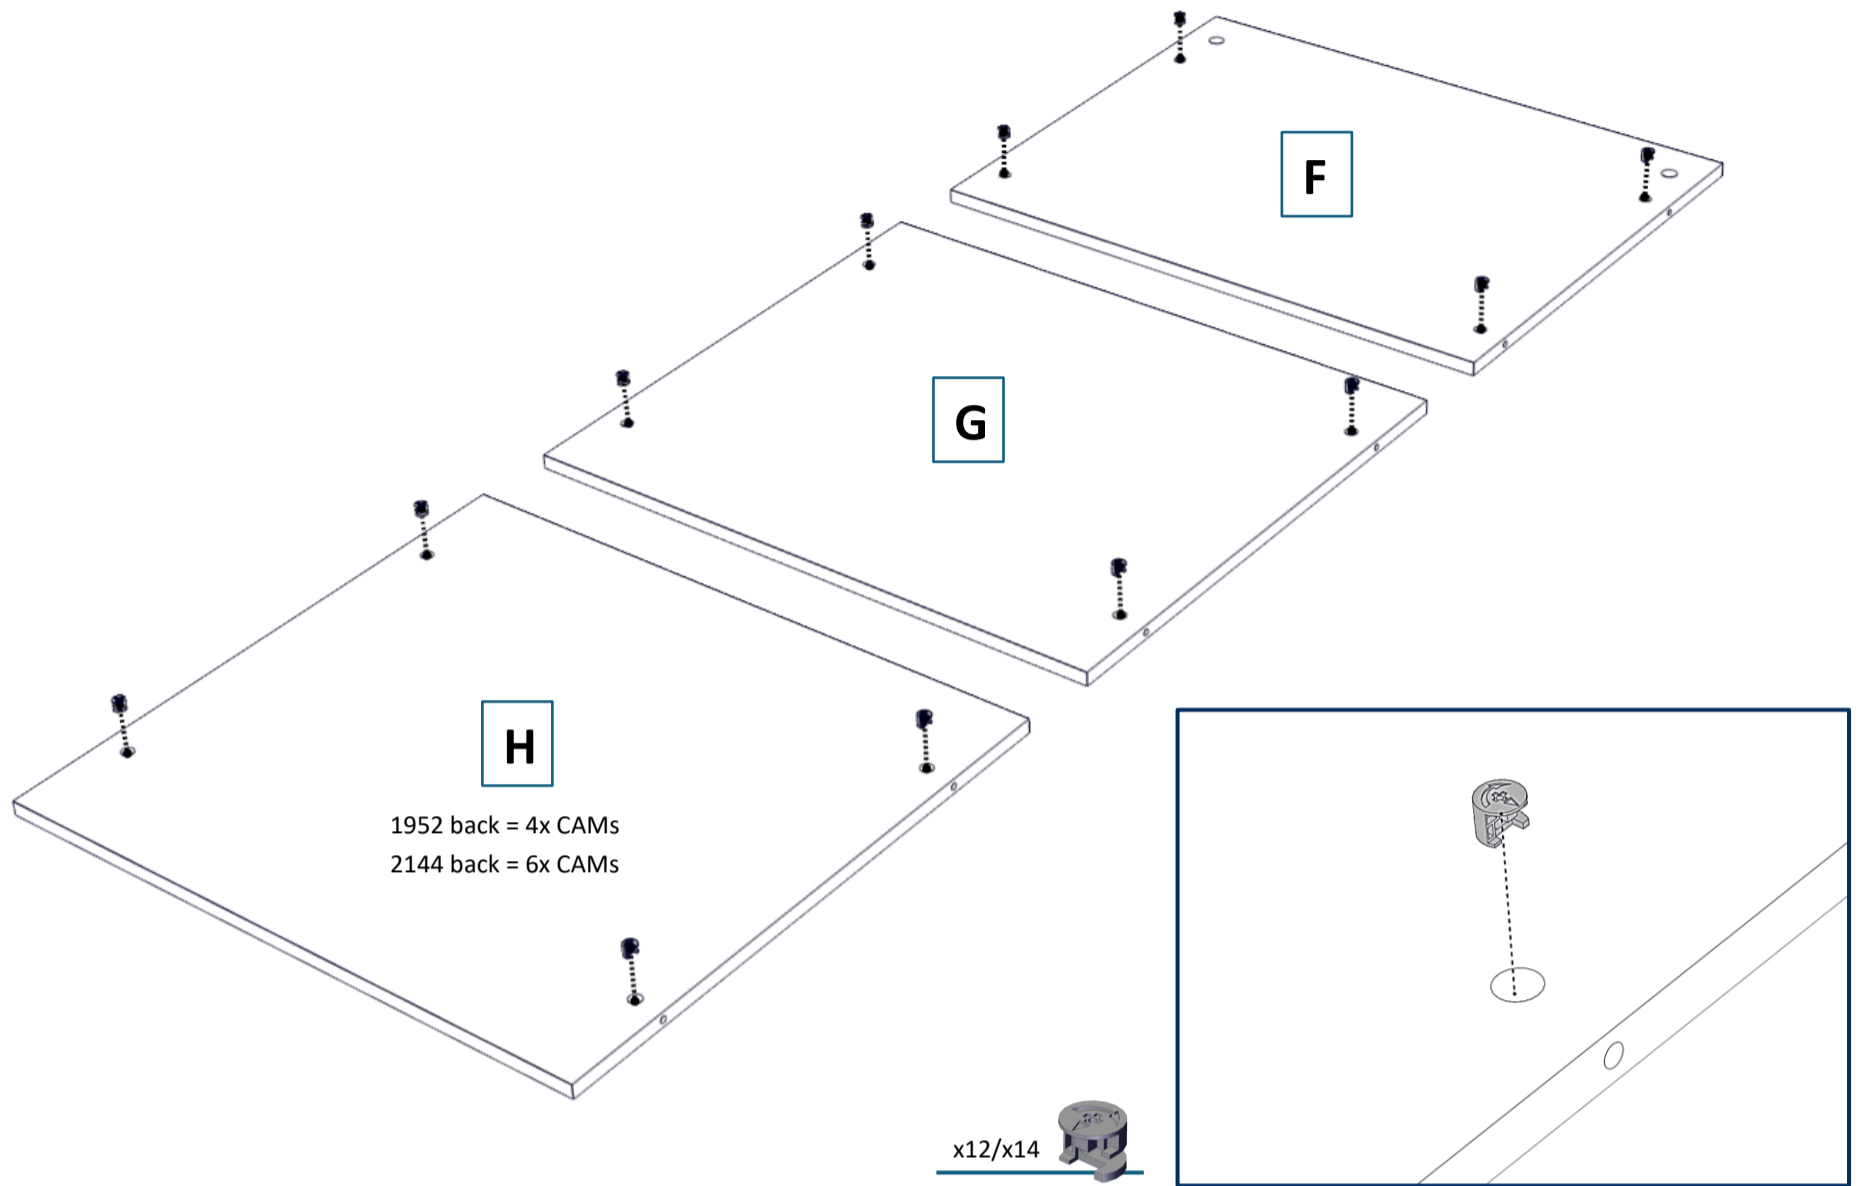 F
G
H
1952 back = 4x CAMs
2144 back = 6x CAMs
x12/x14